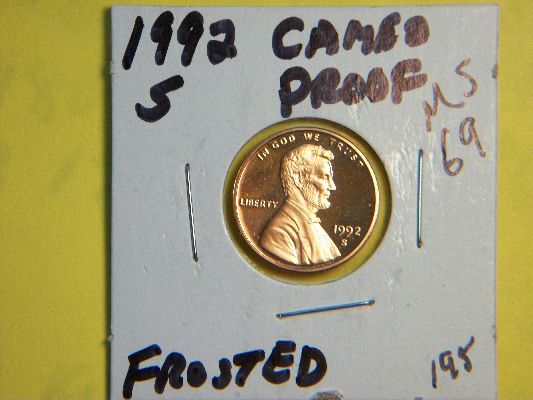 1992 CAMEO
S PROOF MS
69
IN GOD WE TRUST
LIBERTY
1992
S
FROSTED 195